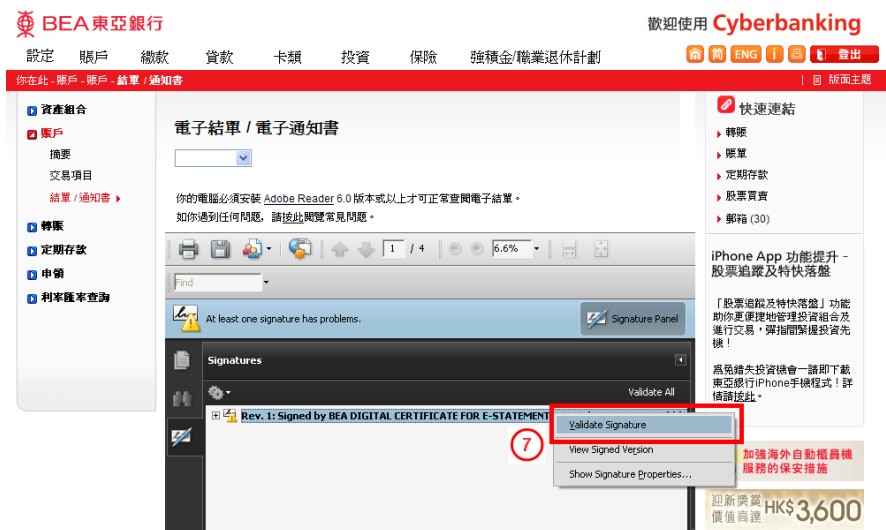 BEA東亞銀行
歡迎使用 Cyberbanking
設定 賬戶 繳款 貸款 卡類 投資 保險 強積金/職業退休計劃
简 ENG i 登出
你在此 - 賬戶 - 賬戶 - 結單 / 通知書
版面主題
資產組合
賬戶
摘要
交易項目
結單 / 通知書
轉賬
定期存款
申領
利率匯率查詢
電子結單 / 電子通知書
你的電腦必須安裝 Adobe Reader 6.0 版本或以上才可正常查閱電子結單。
如你遇到任何問題，請按此閱覽常見問題。
1 / 4 6.6%
Find
At least one signature has problems.
Signature Panel
Signatures
Validate All
Rev. 1: Signed by BEA DIGITAL CERTIFICATE FOR E-STATEMENT
Validate Signature
View Signed Version
Show Signature Properties...
7
快速連結
轉賬
賬單
定期存款
股票買賣
郵箱 (30)
iPhone App 功能提升 -
股票追蹤及特快落盤
「股票追蹤及特快落盤」功能
助你更便捷地管理投資組合及
進行交易，彈指間緊握投資先
機！
為免錯失投資機會－請即下載
東亞銀行iPhone手機程式！詳
情請按此。
加強海外自動櫃員機
服務的保安措施
迎新獎賞
價值高達 HK$3,600